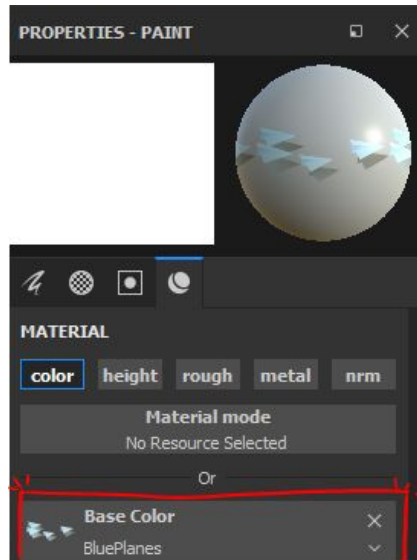 PROPERTIES - PAINT
MATERIAL
color height rough metal nrm
Material mode
No Resource Selected
Or
Base Color
BluePlanes